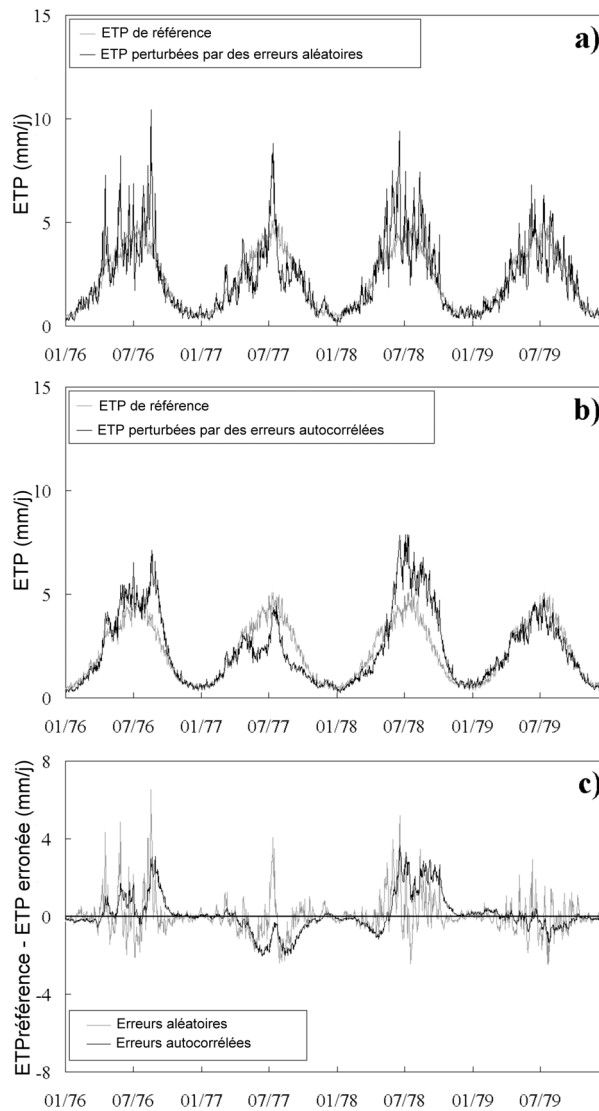 15
ETP de référence
a)
ETP perturbées par des erreurs aléatoires
10
ETP (mm/j)
5
0
01/76 07/76 01/77 07/77 01/78 07/78 01/79 07/79
15
ETP de référence
b)
ETP perturbées par des erreurs autocorrélées
10
ETP (mm/j)
5
0
01/76 07/76 01/77 07/77 01/78 07/78 01/79 07/79
8
c)
4
ETPréférence - ETP erronée (mm/j)
0
-4
Erreurs aléatoires
Erreurs autocorrélées
-8
01/76 07/76 01/77 07/77 01/78 07/78 01/79 07/79